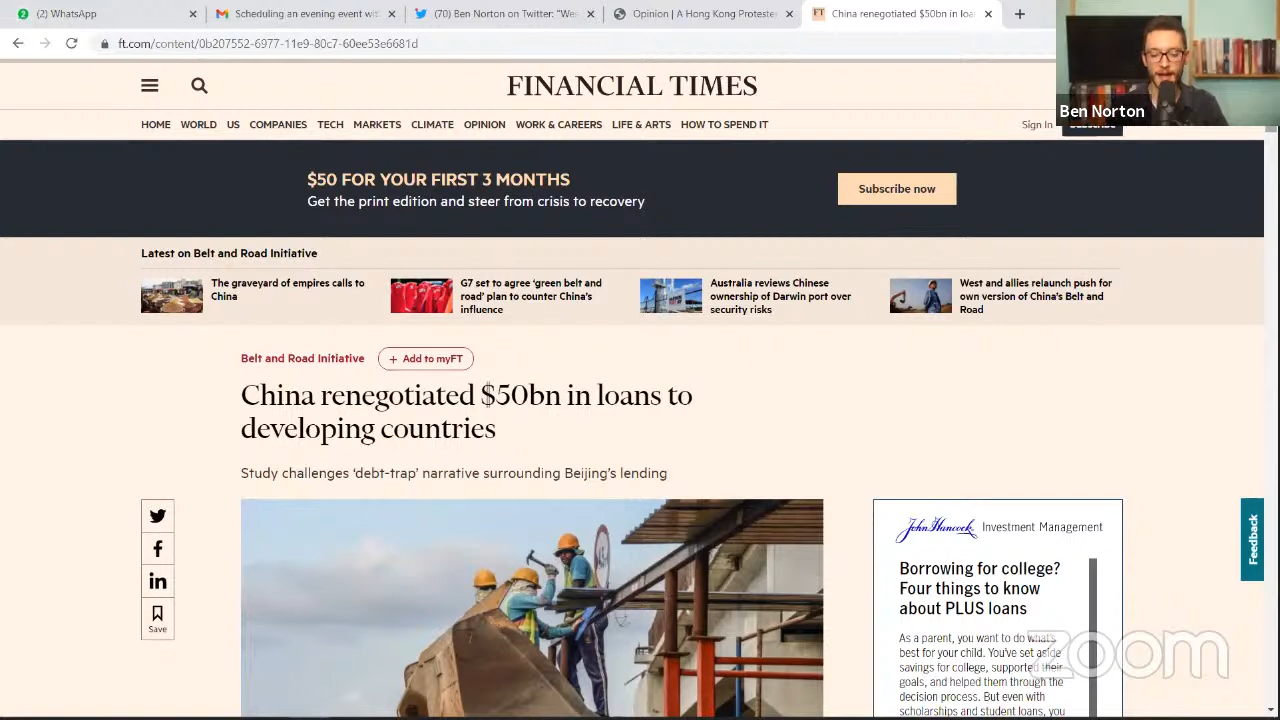 (2) WhatsApp
Scheduling an evening event wit
(70) Ben Norton on Twitter: "Wes
Opinion | A Hong Kong Protester
China renegotiated $50bn in loan
ft.com/content/0b207552-6977-11e9-80c7-60ee53e6681d
Ben Norton
FINANCIAL TIMES
HOME WORLD US COMPANIES TECH MARKETS CLIMATE OPINION WORK & CAREERS LIFE & ARTS HOW TO SPEND IT
Sign In Subscribe
$50 FOR YOUR FIRST 3 MONTHS
Get the print edition and steer from crisis to recovery
Subscribe now
Latest on Belt and Road Initiative
The graveyard of empires calls to
China
G7 set to agree ‘green belt and
road’ plan to counter China’s
influence
Australia reviews Chinese
ownership of Darwin port over
security risks
West and allies relaunch push for
own version of China’s Belt and
Road
Belt and Road Initiative
+ Add to myFT
China renegotiated $50bn in loans to
developing countries
Study challenges ‘debt-trap’ narrative surrounding Beijing’s lending
Save
John Hancock Investment Management
Borrowing for college?
Four things to know
about PLUS loans
As a parent, you want to do what's
best for your child. You've set aside
savings for college, supported their
goals, and helped them through the
decision process. But even with
scholarships and student loans, you
Feedback
zoom